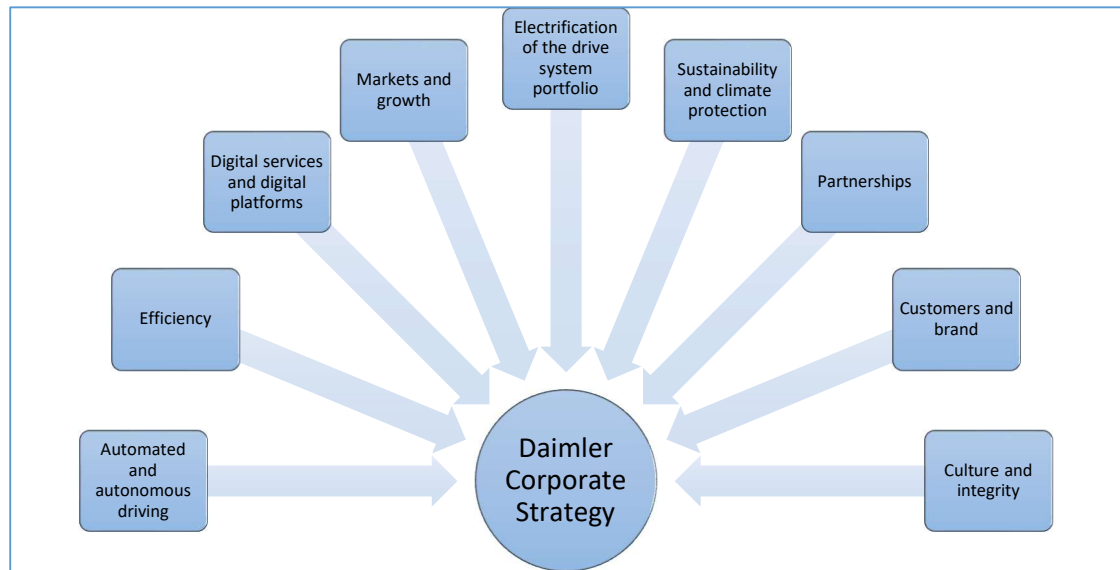 Electrification
of the drive
system
portfolio
Markets and
growth
Sustainability
and climate
protection
Digital services
and digital
platforms
Partnerships
Efficiency
Customers and
brand
Automated
and
autonomous
driving
Daimler
Corporate
Strategy
Culture and
integrity